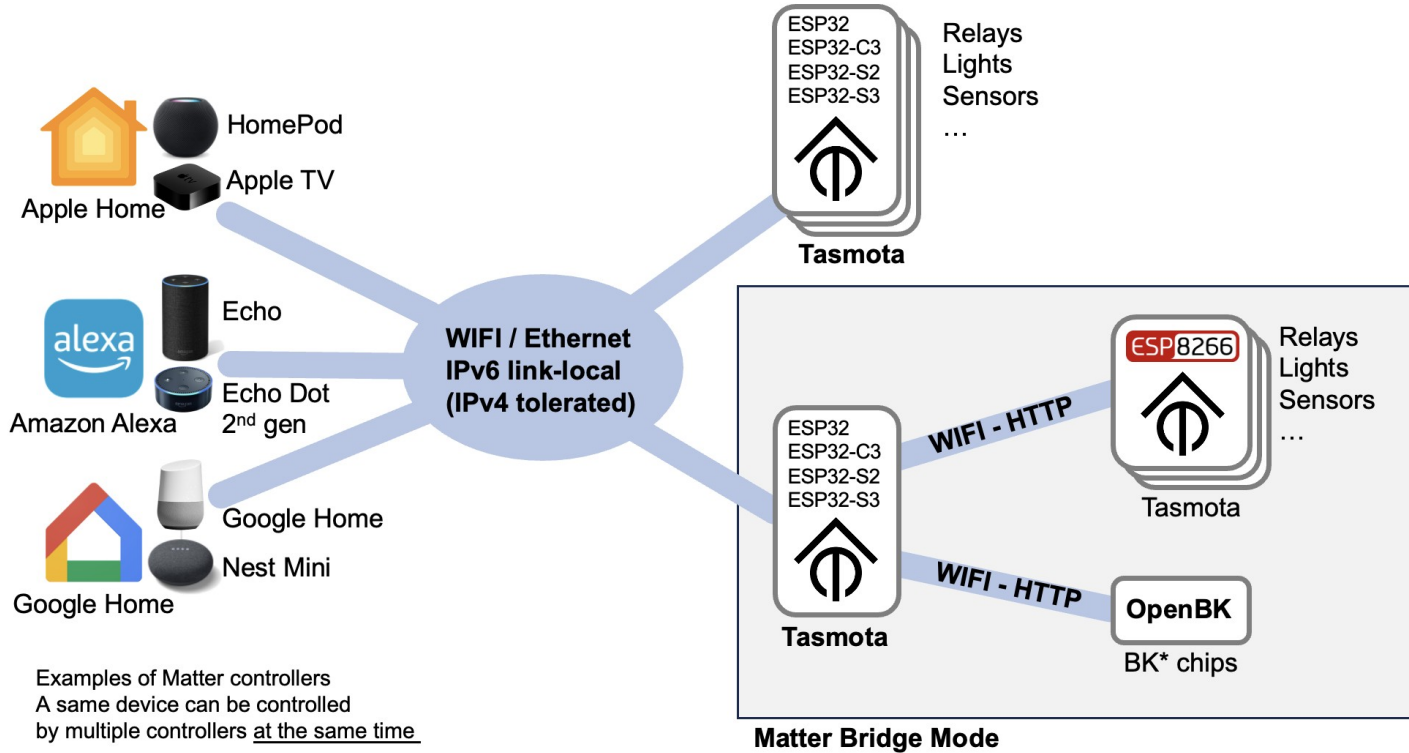 HomePod
Apple TV
Apple Home
alexa
Echo
Echo Dot
2nd gen
Amazon Alexa
Google Home
Nest Mini
Google Home
Examples of Matter controllers
A same device can be controlled
by multiple controllers at the same time
WIFI / Ethernet
IPv6 link-local
(IPv4 tolerated)
ESP32
ESP32-C3
ESP32-S2
ESP32-S3
Relays
Lights
Sensors
...
Tasmota
ESP32
ESP32-C3
ESP32-S2
ESP32-S3
Tasmota
WIFI - HTTP
WIFI - HTTP
ESP8266
Relays
Lights
Sensors
...
Tasmota
OpenBK
BK* chips
Matter Bridge Mode